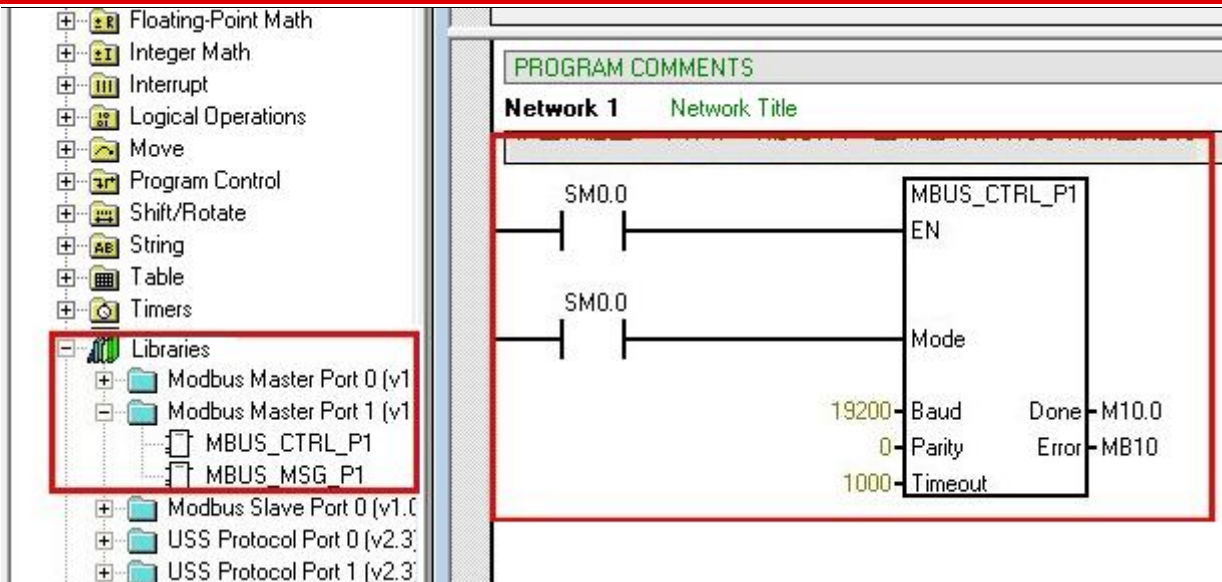 Floating-Point Math
Integer Math
Interrupt
Logical Operations
Move
Program Control
Shift/Rotate
String
Table
Timers
Libraries
Modbus Master Port 0 (v1
Modbus Master Port 1 (v1
MBUS_CTRL_P1
MBUS_MSG_P1
Modbus Slave Port 0 (v1.0
USS Protocol Port 0 (v2.3)
USS Protocol Port 1 (v2.3
PROGRAM COMMENTS
Network 1 Network Title
SM0.0
MBUS_CTRL_P1
EN
SM0.0
Mode
19200 Baud Done M10.0
0 Parity Error MB10
1000 Timeout